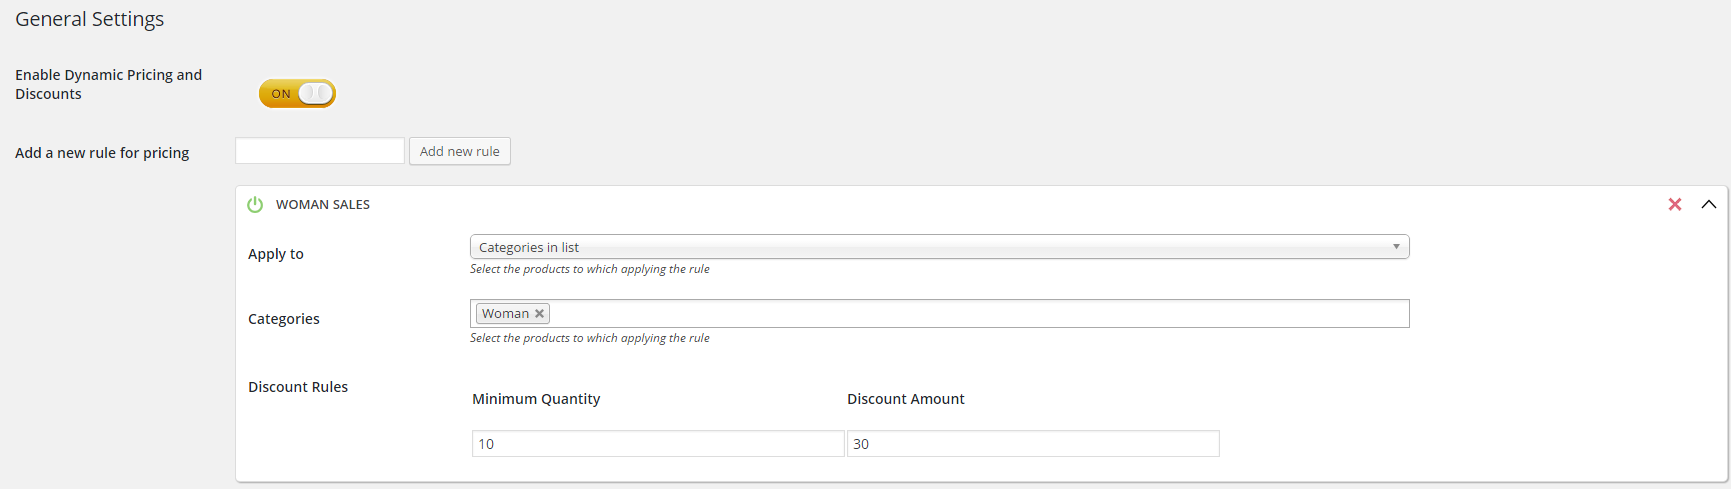 General Settings
Enable Dynamic Pricing and
Discounts
ON
Add a new rule for pricing
Add new rule
WOMAN SALES
Apply to
Categories in list
Select the products to which applying the rule
Categories
Woman
Select the products to which applying the rule
Discount Rules
Minimum Quantity Discount Amount
10 30